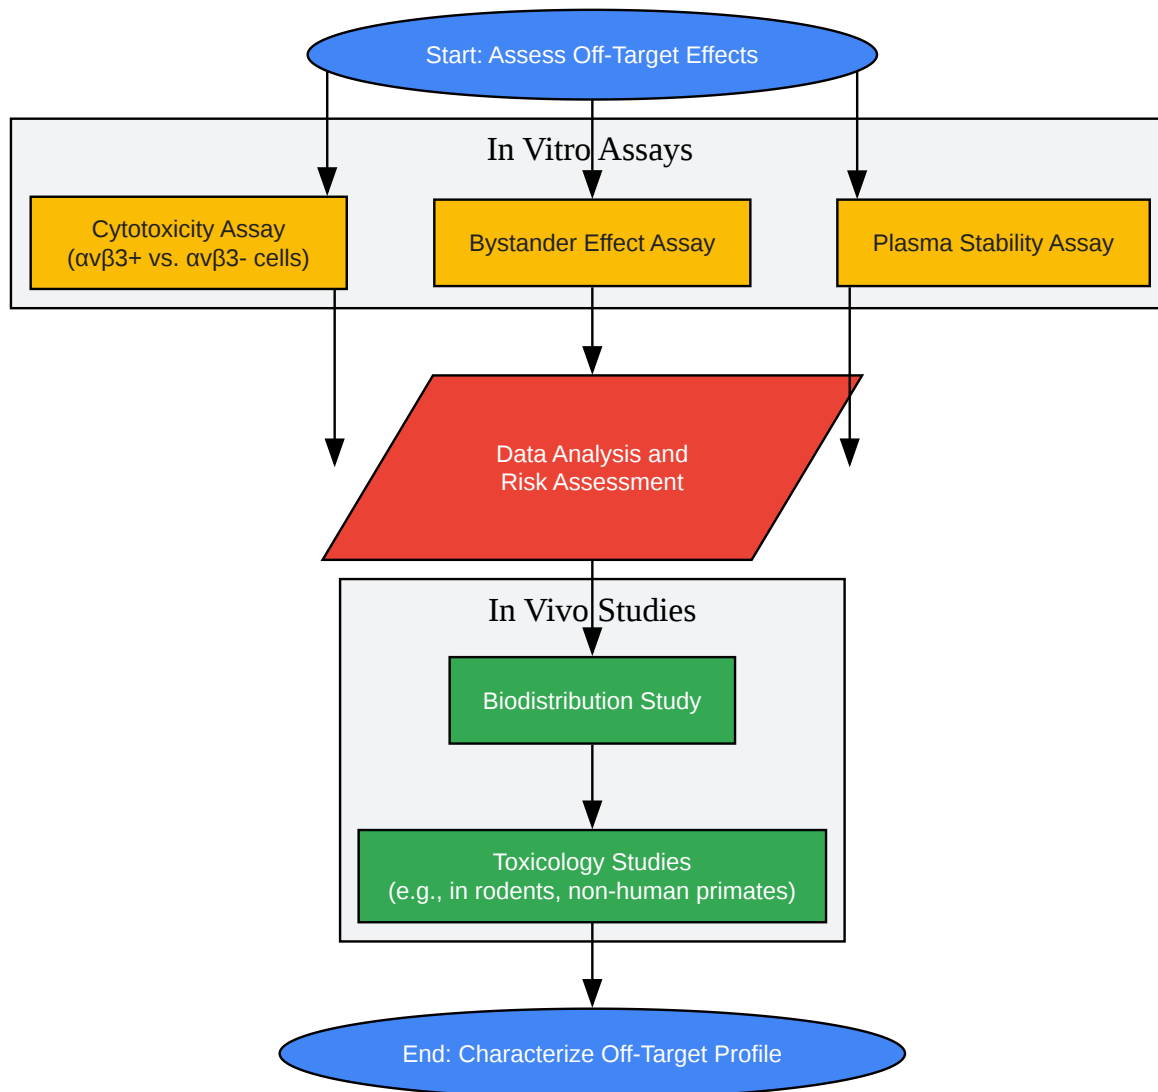 Start: Assess Off-Target Effects
In Vitro Assays
Cytotoxicity Assay
(αvβ3+ vs. αvβ3- cells)
Bystander Effect Assay
Plasma Stability Assay
Data Analysis and
Risk Assessment
In Vivo Studies
Biodistribution Study
Toxicology Studies
(e.g., in rodents, non-human primates)
End: Characterize Off-Target Profile